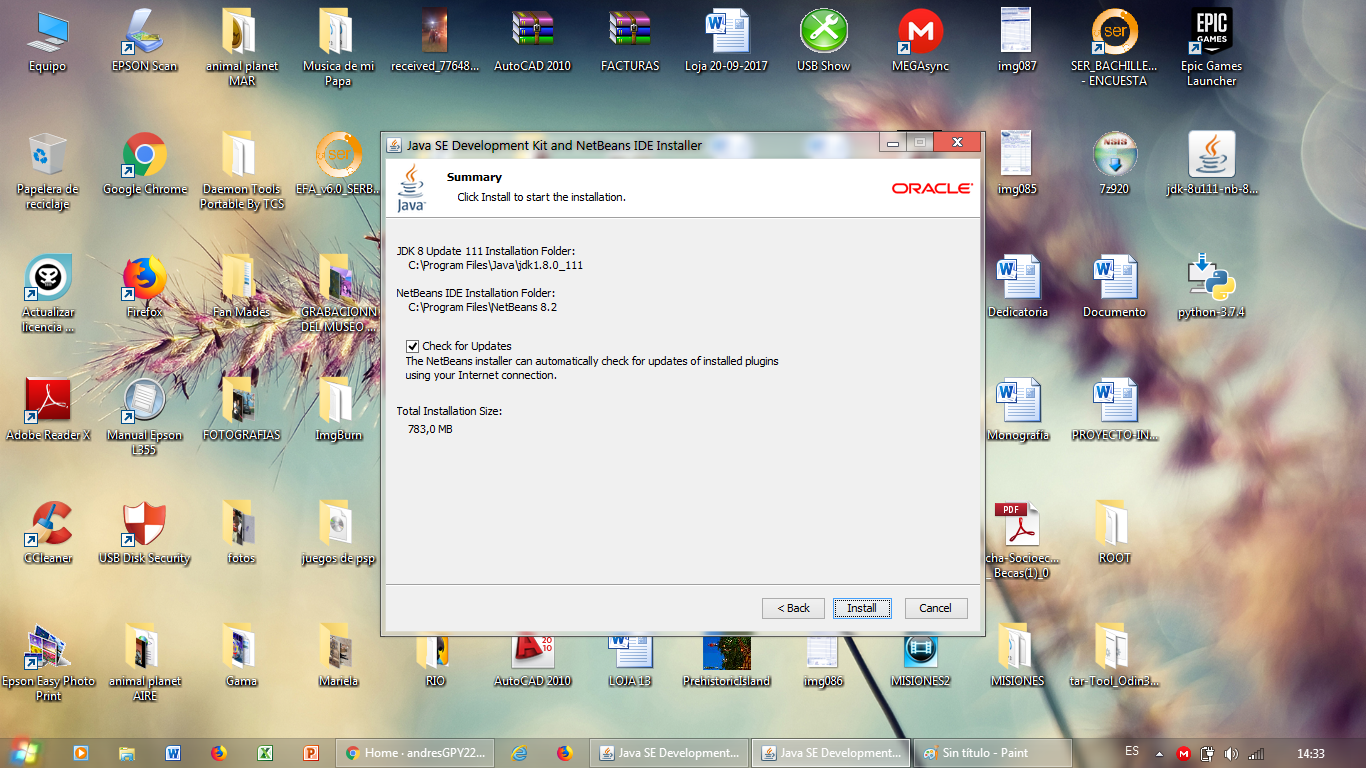 Equipo
EPSON Scan
animal planet
MAR
Musica de mi
Papa
received_77648...
AutoCAD 2010
FACTURAS
W
Loja 20-09-2017
USB Show
M
MEGAsync
img087
ser
SER_BACHILLE...
- ENCUESTA
EPIC
GAMES
Epic Games
Launcher
Papelera de
reciclaje
Google Chrome
Daemon Tools
Portable By TCS
ser
EFA_v6.0_SERB...
img085
NSIS
7z920
jdk-8u111-nb-8...
Java SE Development Kit and NetBeans IDE Installer
Summary
Click Install to start the installation.
Java
ORACLE
JDK 8 Update 111 Installation Folder:
C:\Program Files\Java\jdk1.8.0_111
NetBeans IDE Installation Folder:
C:\Program Files\NetBeans 8.2
Check for Updates
The NetBeans installer can automatically check for updates of installed plugins
using your Internet connection.
Total Installation Size:
783,0 MB
< Back
Install
Cancel
Actualizar
licencia ...
Firefox
Fan Mades
GRABACIONN
DEL MUSEO ...
W
Dedicatoria
W
Documento
python-3.7.4
Adobe Reader X
Manual Epson
L355
FOTOGRAFIAS
ImgBurn
W
Monografía
W
PROYECTO-IN...
CCleaner
USB Disk Security
fotos
juegos de psp
PDF
cha-Socioec...
_ Becas(1)_0
ROOT
Epson Easy Photo
Print
animal planet
AIRE
Gama
Mariela
RIO
2010
AutoCAD 2010
W
LOJA 13
PrehistoricIsland
img086
MISIONES2
MISIONES
tar-Tool_Odin3...
Home · andresGPY22...
Java SE Development...
Java SE Development...
Sin título - Paint
ES
14:33